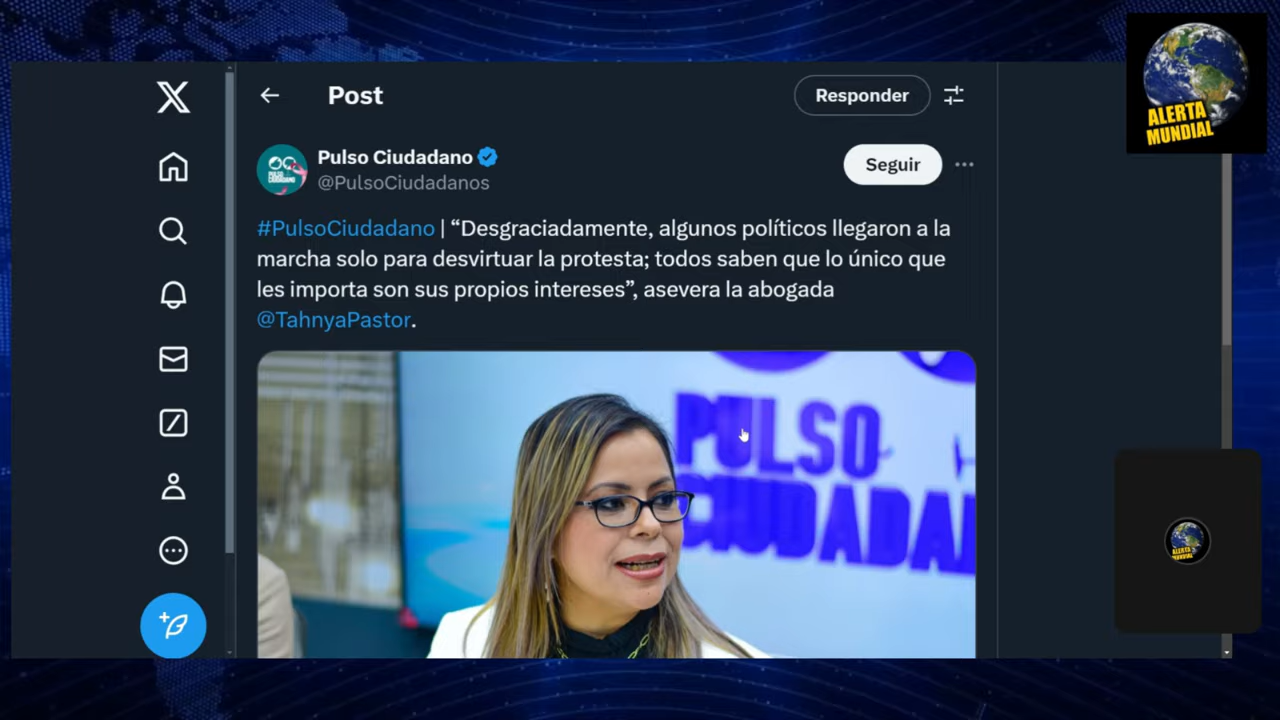 Post
Responder
ALERTA
MUNDIAL
Pulso Ciudadano
@PulsoCiudadanos
Seguir
#PulsoCiudadano | “Desgraciadamente, algunos políticos llegaron a la
marcha solo para desvirtuar la protesta; todos saben que lo único que
les importa son sus propios intereses”, asevera la abogada
@TahnyaPastor.
PULSO
CIUDADAN
ALERTA
MUNDIAL